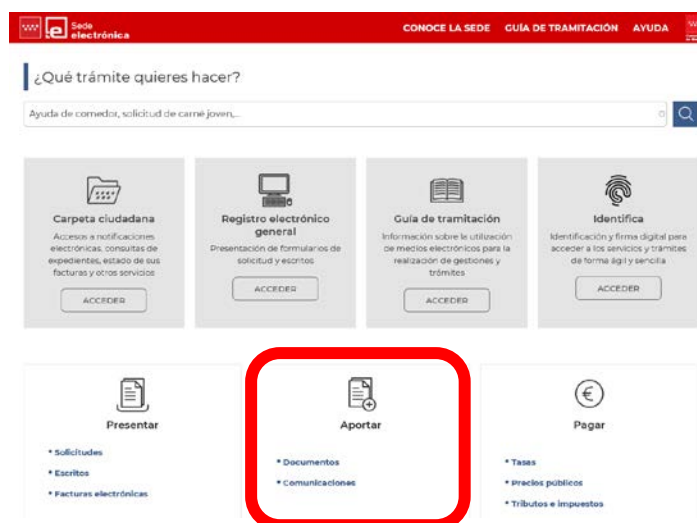 Sede
electrónica
CONOCE LA SEDE GUÍA DE TRAMITACIÓN AYUDA
¿Qué trámite quieres hacer?
Ayuda de comedor, solicitud de carné joven,...
Carpeta ciudadana
Accesos a notificaciones
electrónicas, consultas de
expedientes, estado de sus
facturas y otros servicios
ACCEDER
Registro electrónico
general
Presentación de formularios de
solicitud y escritos
ACCEDER
Guía de tramitación
Información sobre la utilización
de medios electrónicos para la
realización de gestiones y
trámites
ACCEDER
Identifica
Identificación y firma digital para
acceder a los servicios y trámites
de forma ágil y sencilla
ACCEDER
Presentar
* Solicitudes
* Escritos
* Facturas electrónicas
Aportar
* Documentos
* Comunicaciones
Pagar
* Tasas
* Precios públicos
* Tributos e impuestos